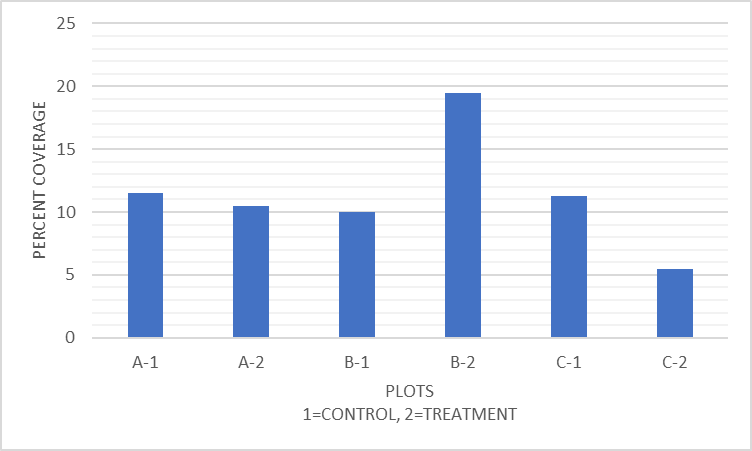 25
20
15
10
5
0
PERCENT COVERAGE
A-1 A-2 B-1 B-2 C-1 C-2
PLOTS
1=CONTROL, 2=TREATMENT